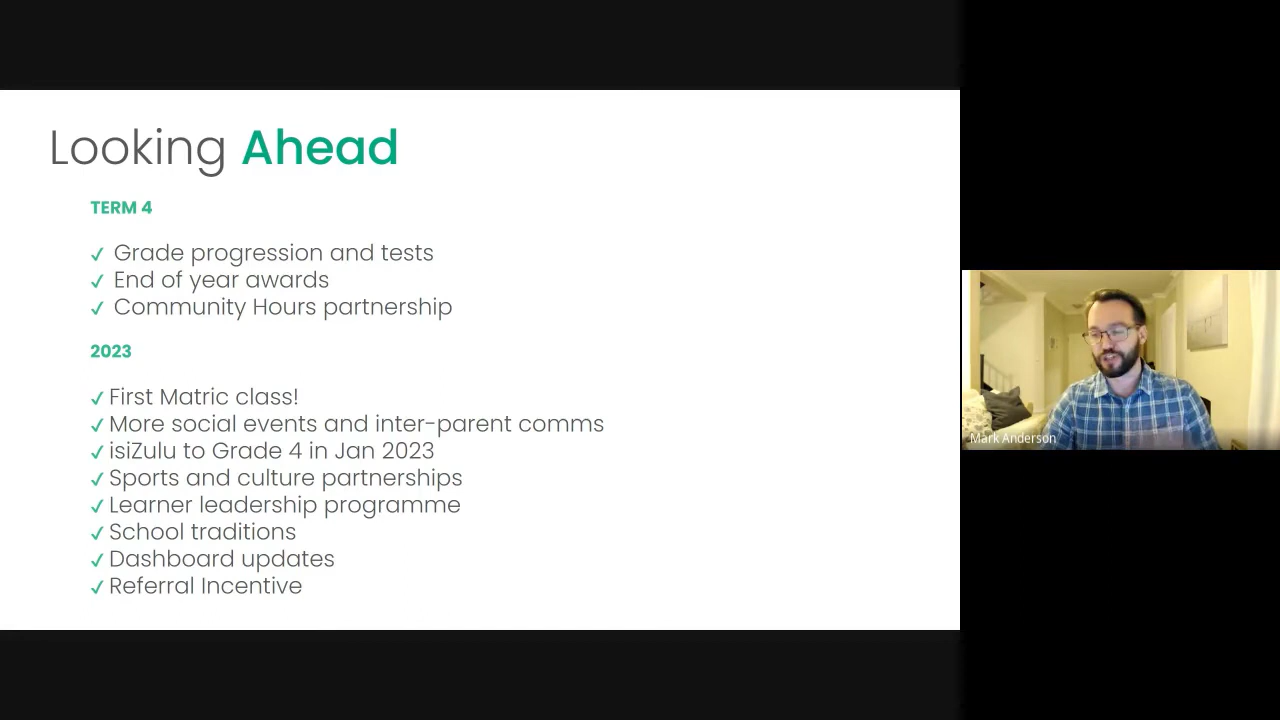 Looking Ahead
TERM 4
✓ Grade progression and tests
✓ End of year awards
✓ Community Hours partnership
2023
✓ First Matric class!
✓ More social events and inter-parent comms
✓ isiZulu to Grade 4 in Jan 2023
✓ Sports and culture partnerships
✓ Learner leadership programme
✓ School traditions
✓ Dashboard updates
✓ Referral Incentive
Mark Anderson